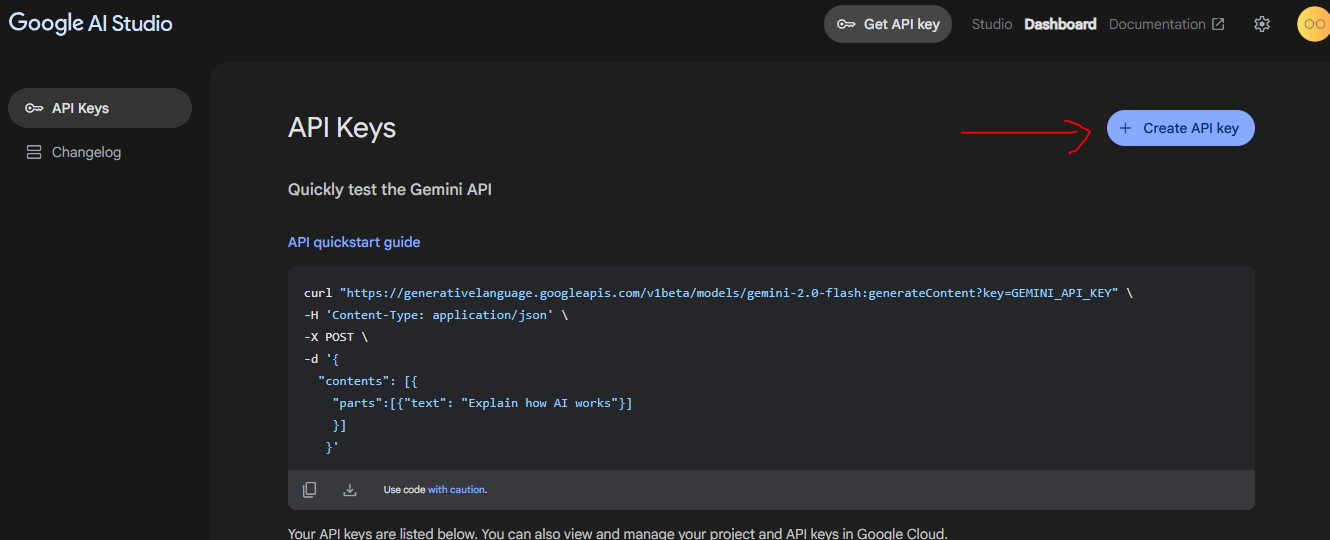 Google AI Studio
Get API key
Studio
Dashboard
Documentation
API Keys
Changelog
API Keys
+ Create API key
Quickly test the Gemini API
API quickstart guide
curl "https://generativelanguage.googleapis.com/v1beta/models/gemini-2.0-flash:generateContent?key=GEMINI_API_KEY" \
-H 'Content-Type: application/json' \
-X POST \
-d '{
"contents": [{
"parts":[{"text": "Explain how AI works"}]
}]
}'
Use code with caution.
Your API keys are listed below. You can also view and manage your project and API keys in Google Cloud.